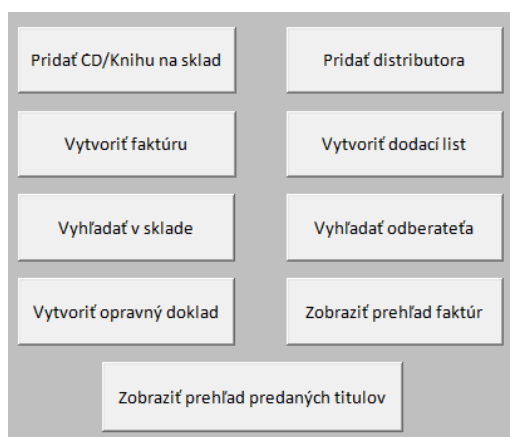 Pridať CD/Knihu na sklad
Pridať distributora
Vytvoriť faktúru
Vytvoriť dodací list
Vyhľadať v sklade
Vyhľadať odberateľa
Vytvoriť opravný doklad
Zobraziť prehľad faktúr
Zobraziť prehľad predaných titulov